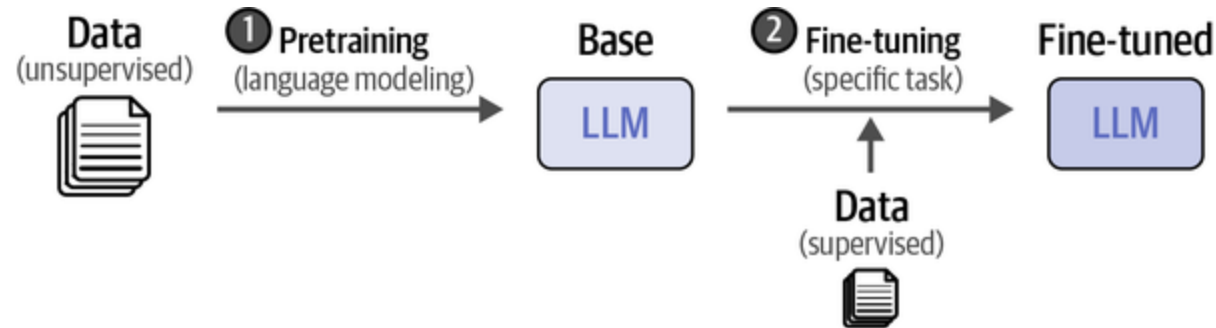 Data
(unsupervised)
1 Pretraining
(language modeling)
Base
LLM
2 Fine-tuning
(specific task)
Fine-tuned
LLM
Data
(supervised)